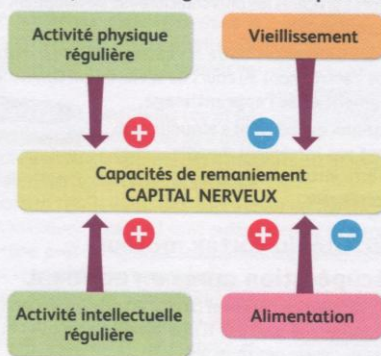 Activité physique
régulière
Vieillissement
+
−
Capacités de remaniement
CAPITAL NERVEUX
+
+
−
Activité intellectuelle
régulière
Alimentation